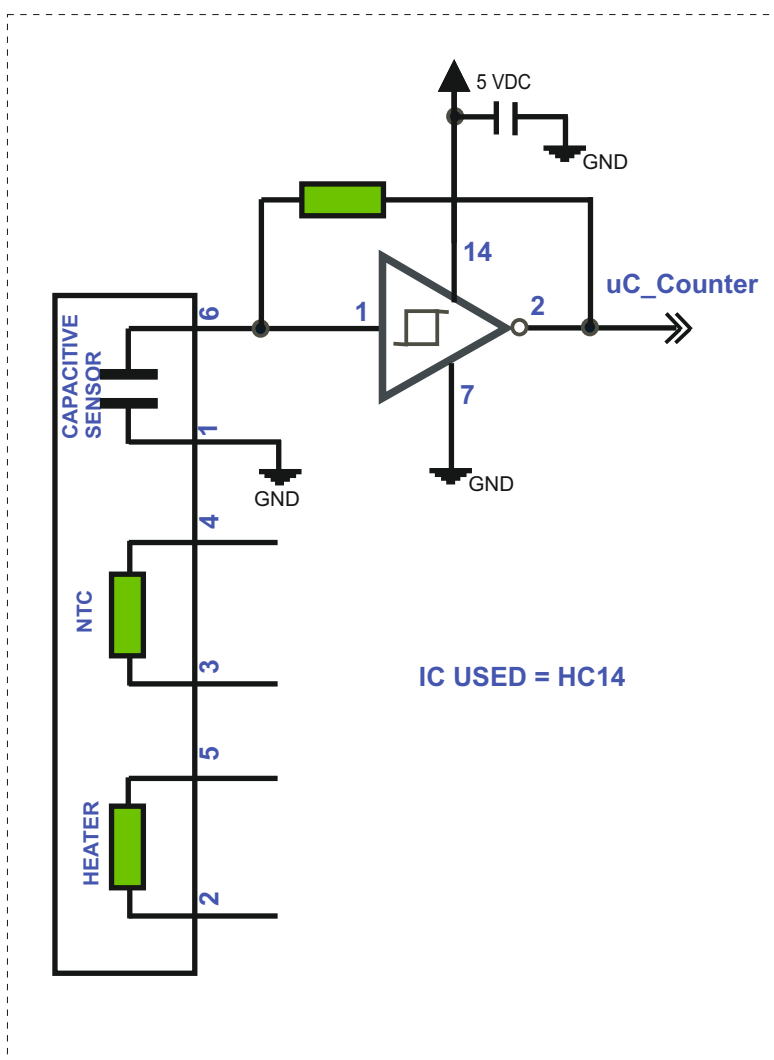 5 VDC
GND
14
uC_Counter
1
2
7
GND
CAPACITIVE
SENSOR
6
1
GND
4
NTC
3
IC USED = HC14
5
HEATER
2